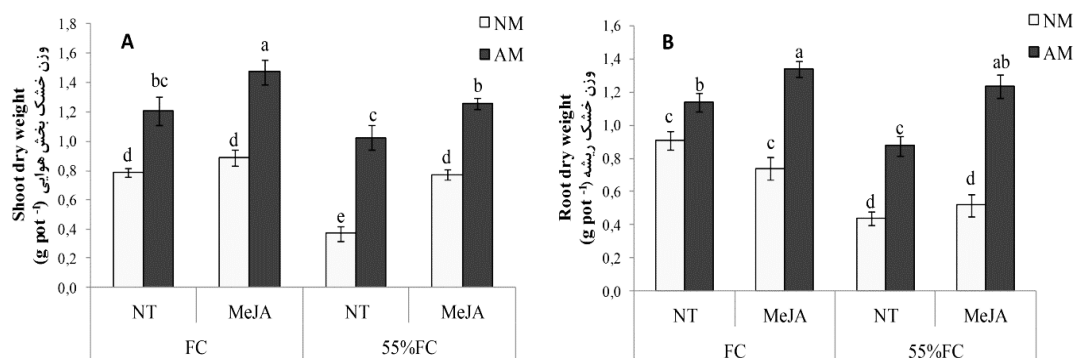 A
NM
AM
1,8
1,6
1,4
1,2
1,0
0,8
0,6
0,4
0,2
0,0
Shoot dry weight
وزن خشک بخش هوایی
(g pot ⁻¹)
d
bc
d
a
e
c
d
b
NT
MeJA
NT
MeJA
FC
55%FC
B
NM
AM
1,6
1,4
1,2
1,0
0,8
0,6
0,4
0,2
0,0
Root dry weight
(g pot ⁻¹) وزن خشک ریشه
c
b
c
a
d
c
d
ab
NT
MeJA
NT
MeJA
FC
55%FC